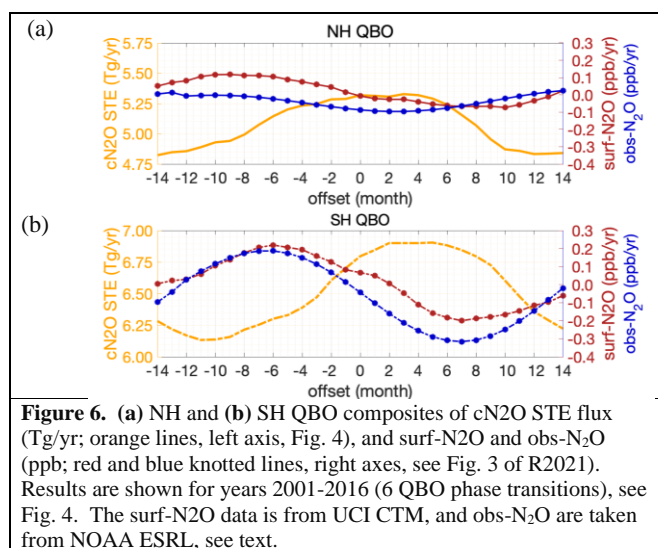 (a)
NH QBO
5.75
5.50
5.25
5.00
4.75
cN2O STE (Tg/yr)
0.3
0.2
0.1
0.0
-0.1
-0.2
-0.3
-0.4
surf-N2O (ppb/yr)
obs-N₂O (ppb/yr)
-14 -12 -10 -8 -6 -4 -2 0 2 4 6 8 10 12 14
offset (month)
(b)
SH QBO
7.00
6.75
6.50
6.25
6.00
cN2O STE (Tg/yr)
0.3
0.2
0.1
0.0
-0.1
-0.2
-0.3
-0.4
surf-N2O (ppb/yr)
obs-N₂O (ppb/yr)
-14 -12 -10 -8 -6 -4 -2 0 2 4 6 8 10 12 14
offset (month)
Figure 6. (a) NH and (b) SH QBO composites of cN2O STE flux
(Tg/yr; orange lines, left axis, Fig. 4), and surf-N2O and obs-N₂O
(ppb; red and blue knotted lines, right axes, see Fig. 3 of R2021).
Results are shown for years 2001-2016 (6 QBO phase transitions), see
Fig. 4. The surf-N2O data is from UCI CTM, and obs-N₂O are taken
from NOAA ESRL, see text.